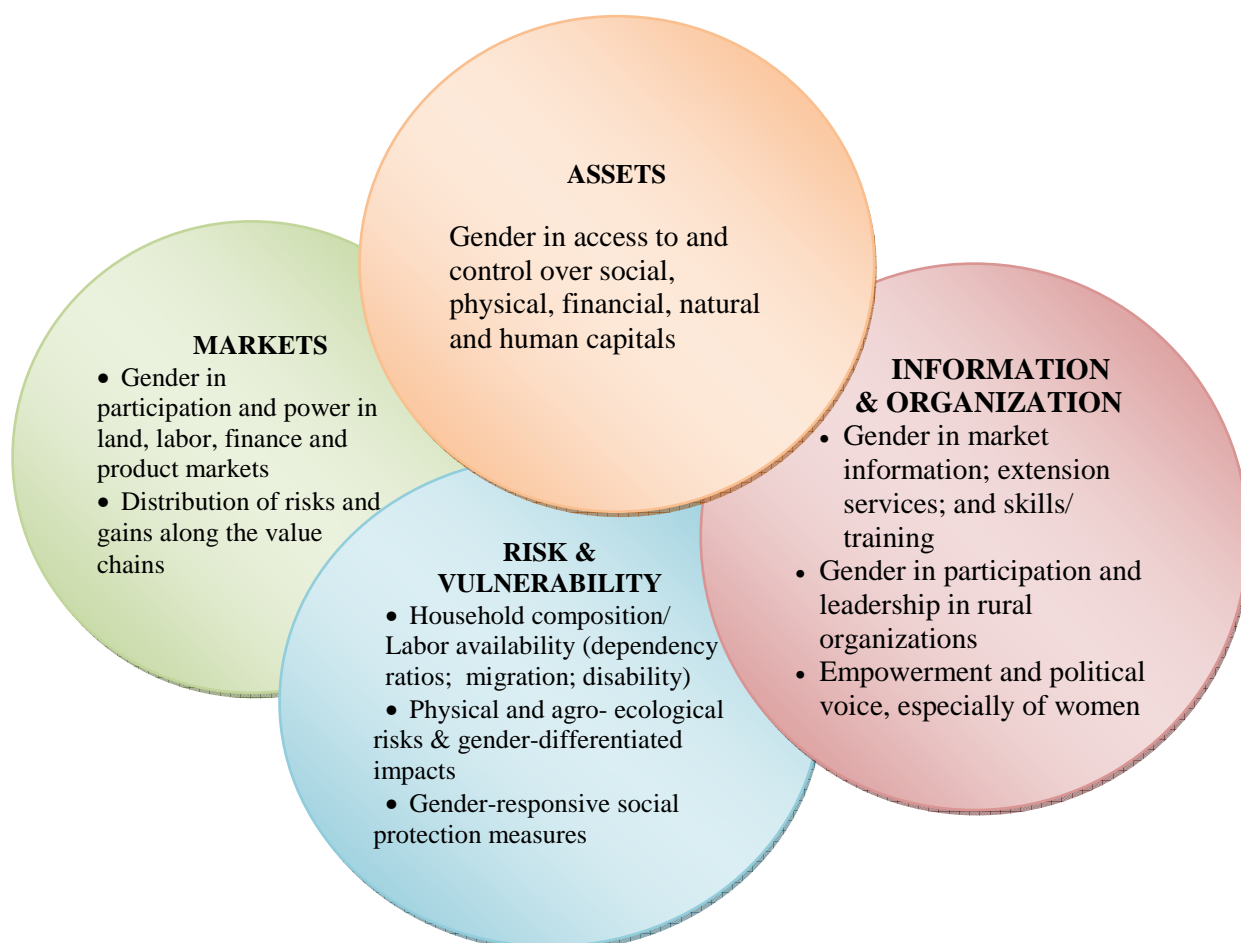 ASSETS
Gender in access to and
control over social,
physical, financial, natural
and human capitals
MARKETS
• Gender in
participation and power in
land, labor, finance and
product markets
• Distribution of risks and
gains along the value
chains
RISK &
VULNERABILITY
• Household composition/
Labor availability (dependency
ratios; migration; disability)
• Physical and agro- ecological
risks & gender-differentiated
impacts
• Gender-responsive social
protection measures
INFORMATION
& ORGANIZATION
• Gender in market
information; extension
services; and skills/
training
• Gender in participation and
leadership in rural
organizations
• Empowerment and political
voice, especially of women